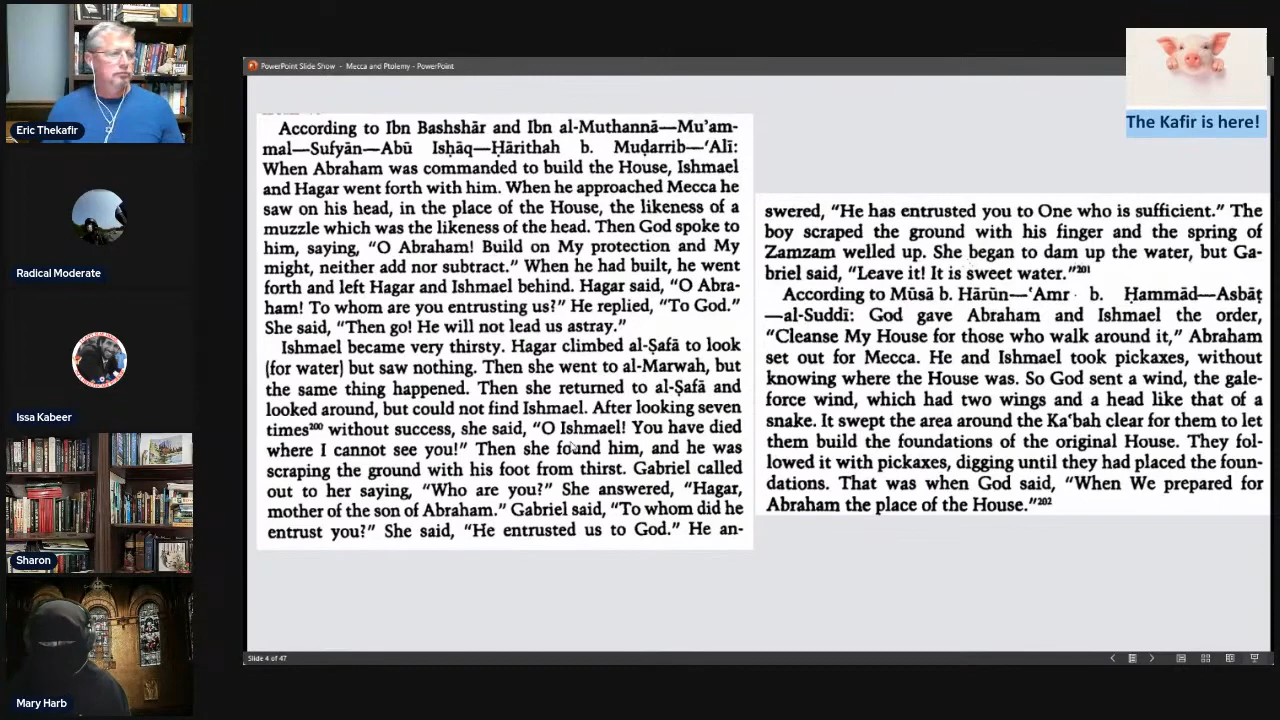 PowerPoint Slide Show - Mecca and Ptolemy - PowerPoint
The Kafir is here!
Eric Thekafir
Radical Moderate
Issa Kabeer
Sharon
Mary Harb
According to Ibn Bashshār and Ibn al-Muthannā—Mu'am-
mal—Sufyān—Abū Isḥāq—Ḥārithah b. Muḍarrib—'Alī:
When Abraham was commanded to build the House, Ishmael
and Hagar went forth with him. When he approached Mecca he
saw on his head, in the place of the House, the likeness of a
muzzle which was the likeness of the head. Then God spoke to
him, saying, "O Abraham! Build on My protection and My
might, neither add nor subtract." When he had built, he went
forth and left Hagar and Ishmael behind. Hagar said, "O Abra-
ham! To whom are you entrusting us?" He replied, "To God."
She said, "Then go! He will not lead us astray."
Ishmael became very thirsty. Hagar climbed al-Ṣafā to look
(for water) but saw nothing. Then she went to al-Marwah, but
the same thing happened. Then she returned to al-Ṣafā and
looked around, but could not find Ishmael. After looking seven
times²⁰⁰ without success, she said, "O Ishmael! You have died
where I cannot see you!" Then she found him, and he was
scraping the ground with his foot from thirst. Gabriel called
out to her saying, "Who are you?" She answered, "Hagar,
mother of the son of Abraham." Gabriel said, "To whom did he
entrust you?" She said, "He entrusted us to God." He an-
swered, "He has entrusted you to One who is sufficient." The
boy scraped the ground with his finger and the spring of
Zamzam welled up. She began to dam up the water, but Ga-
briel said, "Leave it! It is sweet water."²⁰¹
According to Mūsā b. Hārūn—'Amr b. Ḥammād—Asbāṭ
—al-Suddī: God gave Abraham and Ishmael the order,
"Cleanse My House for those who walk around it," Abraham
set out for Mecca. He and Ishmael took pickaxes, without
knowing where the House was. So God sent a wind, the gale-
force wind, which had two wings and a head like that of a
snake. It swept the area around the Ka'bah clear for them to let
them build the foundations of the original House. They fol-
lowed it with pickaxes, digging until they had placed the foun-
dations. That was when God said, "When We prepared for
Abraham the place of the House."²⁰²
Slide 4 of 47